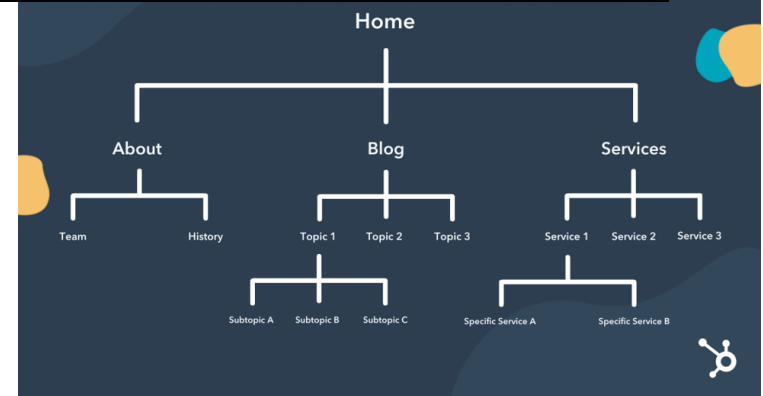 Home
About Blog Services
Team History Topic 1 Topic 2 Topic 3 Service 1 Service 2 Service 3
Subtopic A Subtopic B Subtopic C Specific Service A Specific Service B